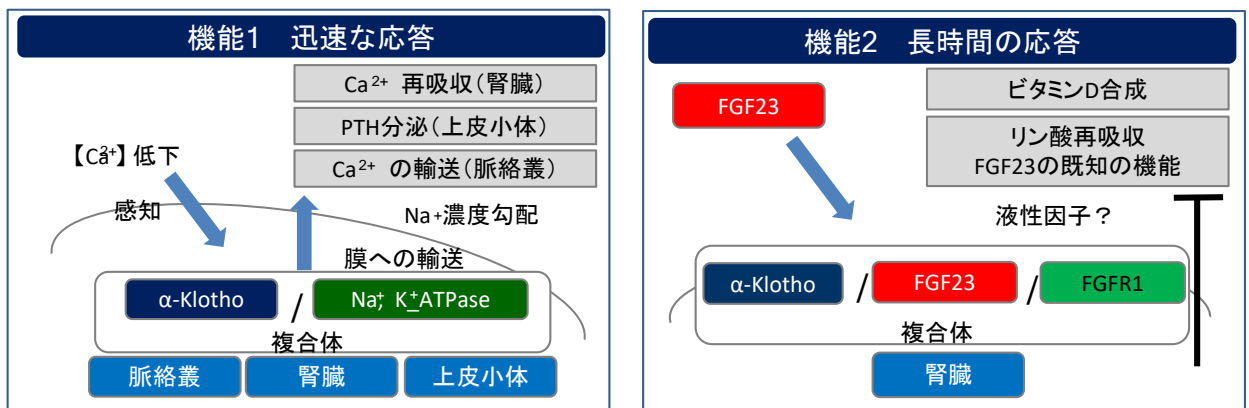 機能1 迅速な応答
Ca2+ 再吸収(腎臓)
PTH分泌(上皮小体)
Ca2+ の輸送(脈絡叢)
【Ca2+】低下
感知
Na+濃度勾配
膜への輸送
α-Klotho / Na+, K+_ATPase
複合体
脈絡叢 腎臓 上皮小体
機能2 長時間の応答
FGF23
ビタミンD合成
リン酸再吸収
FGF23の既知の機能
液性因子?
α-Klotho / FGF23 / FGFR1
複合体
腎臓